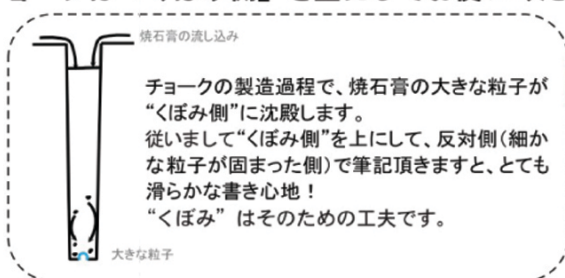 焼石膏の流し込み
チョークの製造過程で、焼石膏の大きな粒子が
“くぼみ側”に沈殿します。
従いまして“くぼみ側”を上にして、反対側(細か
な粒子が固まった側)で筆記頂きますと、とても
滑らかな書き心地！
“くぼみ” はそのための工夫です。
大きな粒子